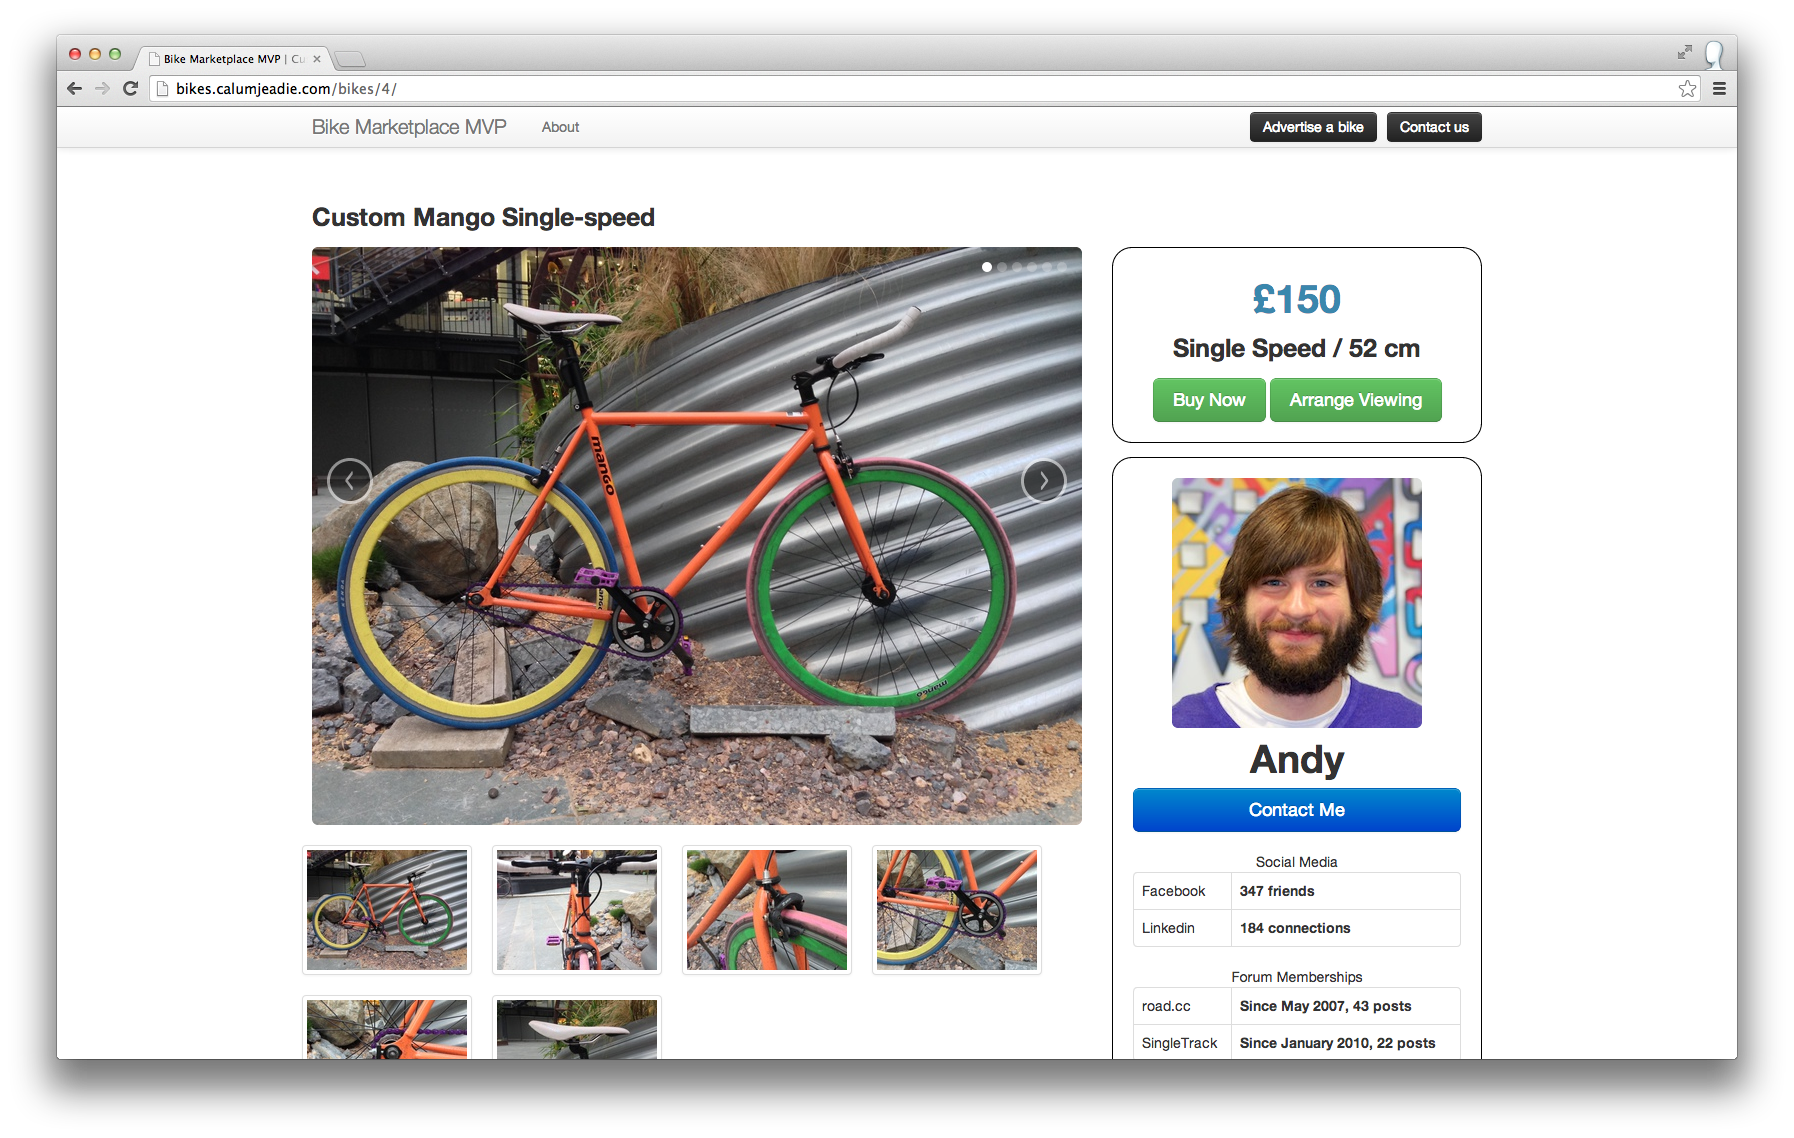 Bike Marketplace MVP | Cu
bikes.calumjeadie.com/bikes/4/
Bike Marketplace MVP
About
Advertise a bike
Contact us
Custom Mango Single-speed
mango
mango
£150
Single Speed / 52 cm
Buy Now
Arrange Viewing
Andy
Contact Me
Social Media
Facebook 347 friends
Linkedin 184 connections
Forum Memberships
road.cc Since May 2007, 43 posts
SingleTrack Since January 2010, 22 posts